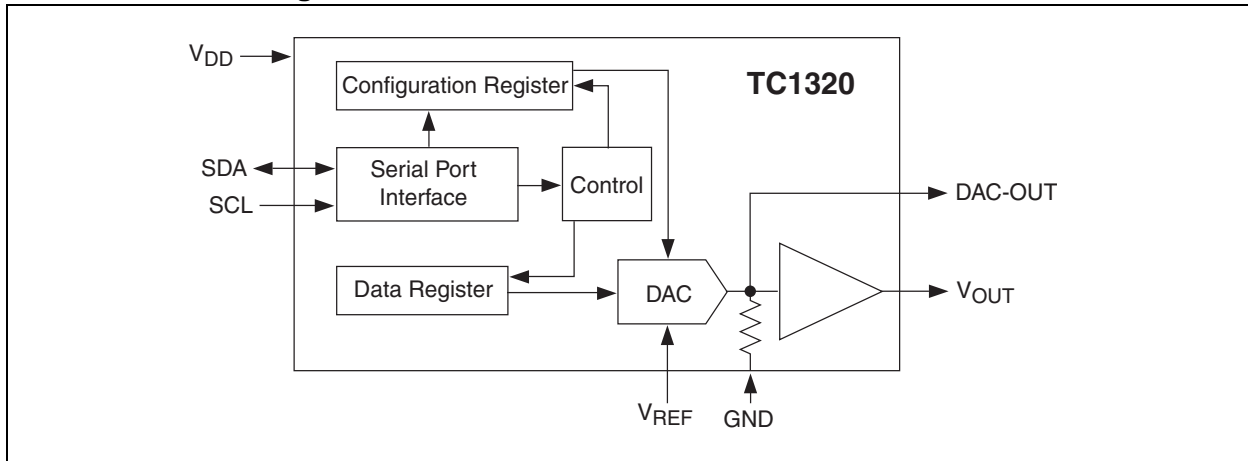 V_DD
TC1320
Configuration Register
SDA
Serial Port
Interface
Control
SCL
DAC-OUT
Data Register
DAC
V_OUT
V_REF
GND